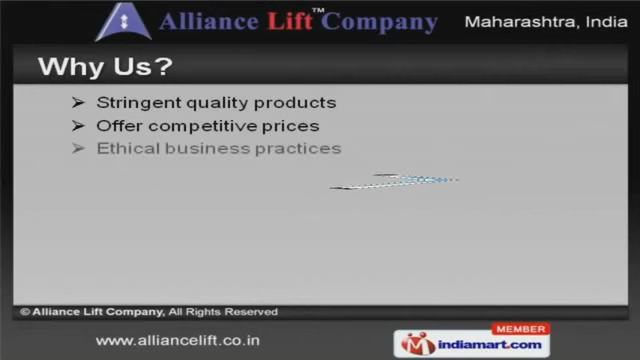 Alliance Lift™ Company
Maharashtra, India
Why Us?
➢ Stringent quality products
➢ Offer competitive prices
➢ Ethical business practices
© Alliance Lift Company, All Rights Reserved
www.alliancelift.co.in
MEMBER
indiamart.com